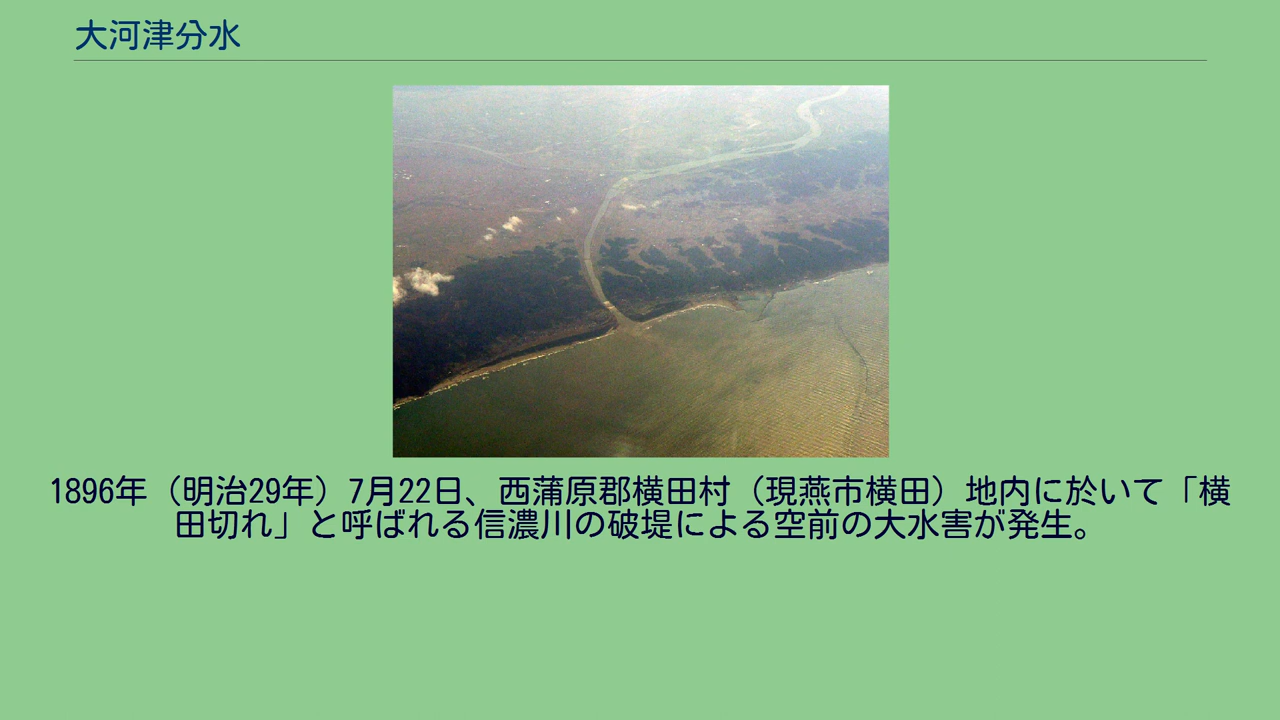 大河津分水
1896年（明治29年）7月22日、西蒲原郡横田村（現燕市横田）地内に於いて「横
田切れ」と呼ばれる信濃川の破堤による空前の大水害が発生。